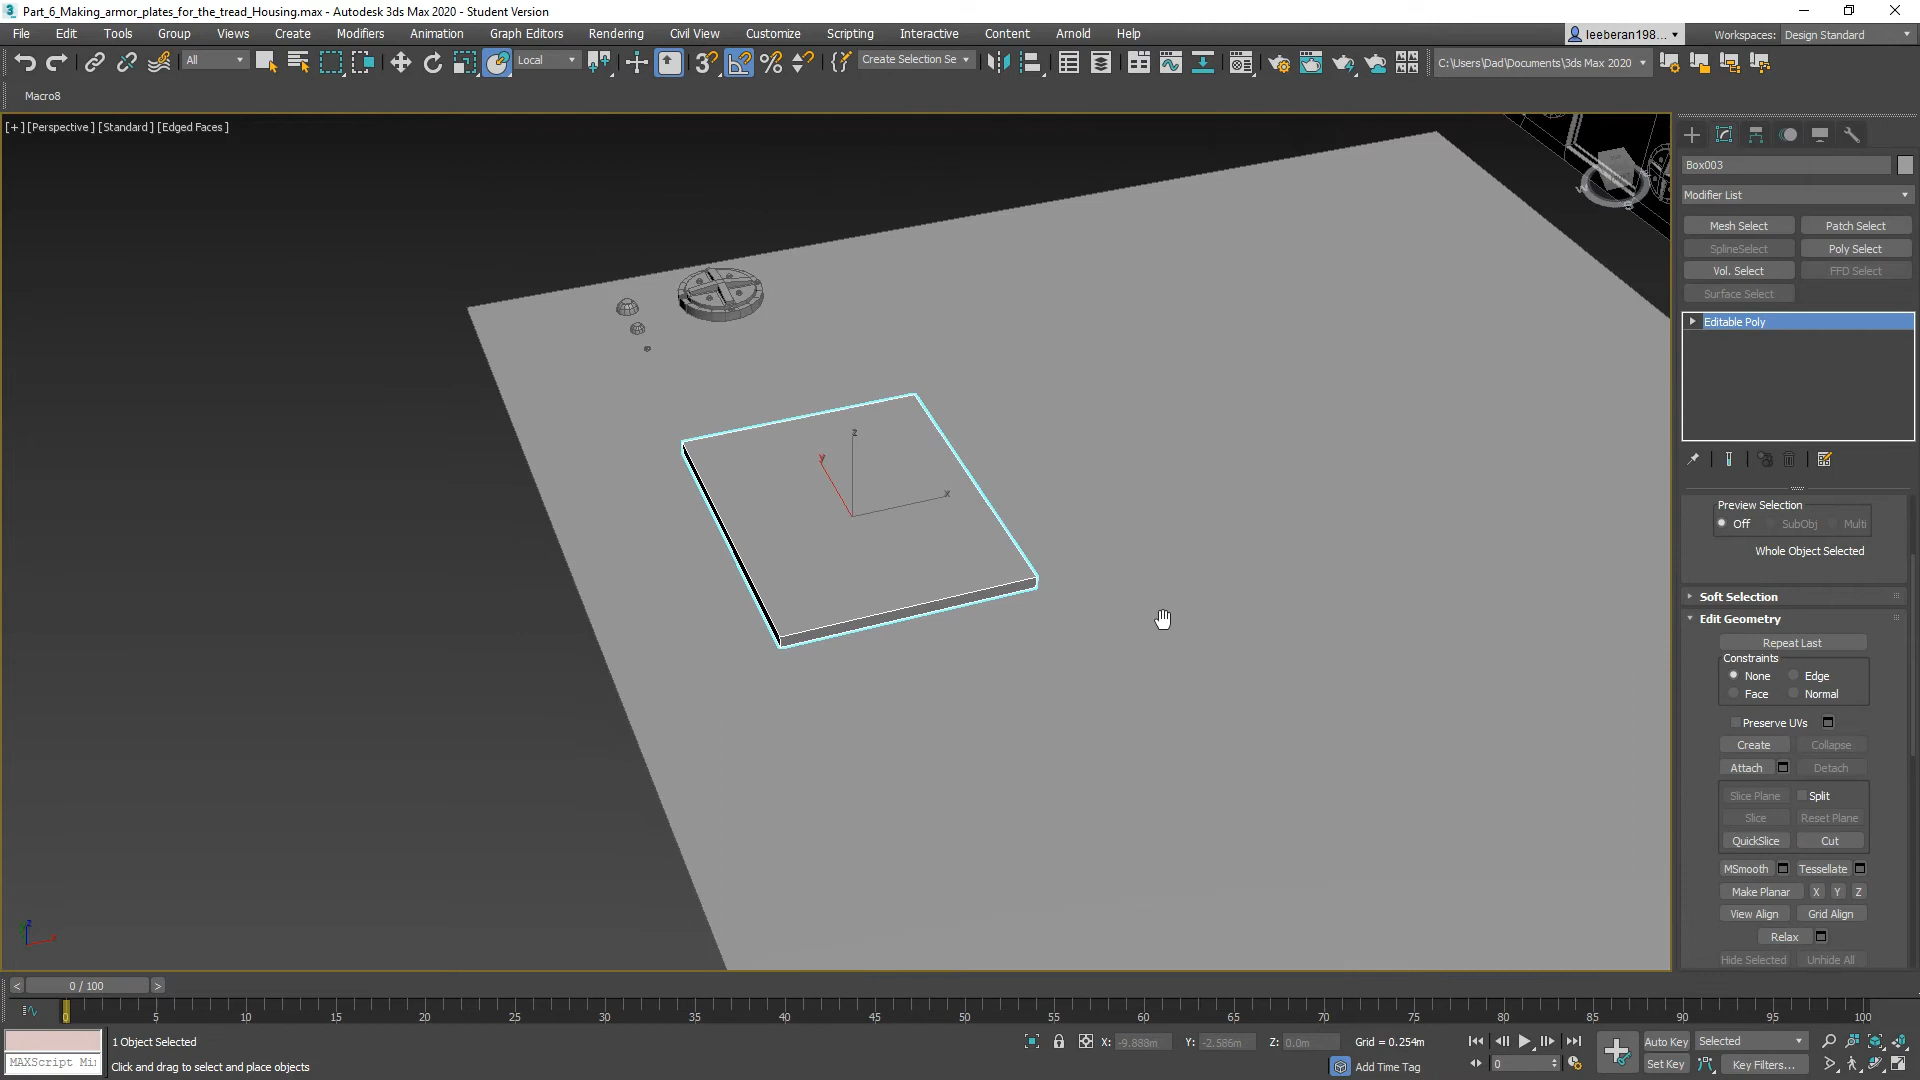 Part_6_Making_armor_plates_for_the_tread_Housing.max - Autodesk 3ds Max 2020 - Student Version
File Edit Tools Group Views Create Modifiers Animation Graph Editors Rendering Civil View Customize Scripting Interactive Content Arnold Help
leeberan198... Workspaces: Design Standard
All Local Create Selection Se C:\Users\Dad\Documents\3ds Max 2020
Macro8
[+] [Perspective ] [Standard ] [Edged Faces ]
Box003
Modifier List
Mesh Select Patch Select
SplineSelect Poly Select
Vol. Select FFD Select
Surface Select
Editable Poly
z
y
x
Preview Selection
Off SubObj Multi
Whole Object Selected
Soft Selection
Edit Geometry
Repeat Last
Constraints
None Edge
Face Normal
Preserve UVs
Create Collapse
Attach Detach
Slice Plane Split
Slice Reset Plane
QuickSlice Cut
MSmooth Tessellate
Make Planar X Y Z
View Align Grid Align
Relax
Hide Selected Unhide All
< 0 / 100 >
0 5 10 15 20 25 30 35 40 45 50 55 60 65 70 75 80 85 90 95 100
1 Object Selected X: -9.888m Y: -2.586m Z: 0.0m Grid = 0.254m Auto Key Selected
MAXScript Mi Click and drag to select and place objects Add Time Tag 0 Set Key Key Filters...